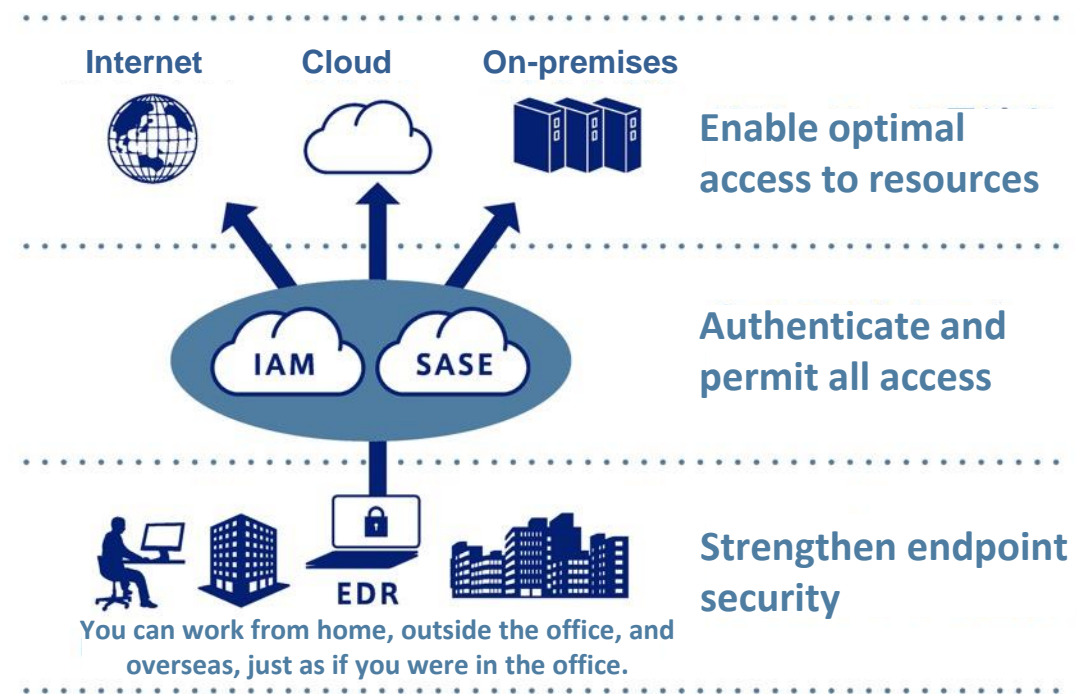 Internet Cloud On-premises
Enable optimal
access to resources
IAM SASE
Authenticate and
permit all access
EDR
Strengthen endpoint
security
You can work from home, outside the office, and
overseas, just as if you were in the office.